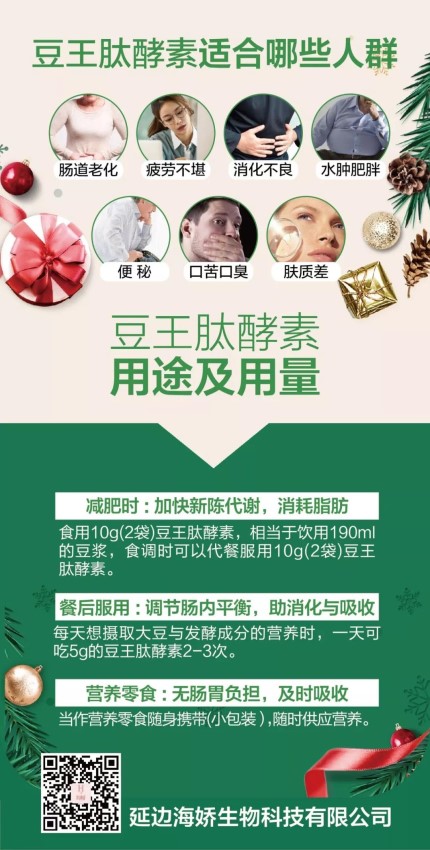 豆王肽酵素适合哪些人群
肠道老化 疲劳不堪 消化不良 水肿肥胖
便秘 口苦口臭 肤质差
豆王肽酵素
用途及用量
减肥时：加快新陈代谢，消耗脂肪
食用10g(2袋)豆王肽酵素，相当于饮用190ml
的豆浆，食调时可以代餐服用10g(2袋)豆王
肽酵素。
餐后服用：调节肠内平衡，助消化与吸收
每天想摄取大豆与发酵成分的营养时，一天可
吃5g的豆王肽酵素2-3次。
营养零食：无肠胃负担，及时吸收
当作营养零食随身携带(小包装),随时供应营养。
延边海娇生物科技有限公司